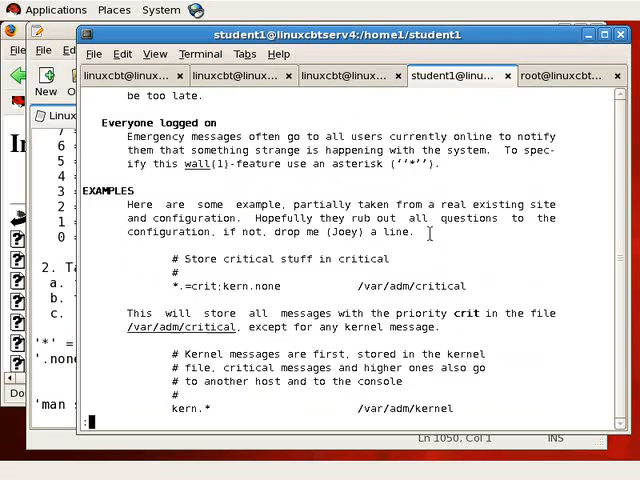 Applications Places System
student1@linuxcbtserv4:/home1/student1
File Edit View Terminal Tabs Help
linuxcbt@linux... linuxcbt@linux... linuxcbt@linux... student1@linu... root@linuxcbt...
be too late.
Everyone logged on
Emergency messages often go to all users currently online to notify
them that something strange is happening with the system. To spec-
ify this wall(1)-feature use an asterisk (‘‘*’’).
EXAMPLES
Here are some example, partially taken from a real existing site
and configuration. Hopefully they rub out all questions to the
configuration, if not, drop me (Joey) a line.
# Store critical stuff in critical
#
*.=crit;kern.none /var/adm/critical
This will store all messages with the priority crit in the file
/var/adm/critical, except for any kernel message.
# Kernel messages are first, stored in the kernel
# file, critical messages and higher ones also go
# to another host and to the console
#
kern.* /var/adm/kernel
:
File
File
New
Linux
7
6 =
5 =
4 =
3 =
2 =
1 =
0 =
2. Ta
a.
b.
c.
'*' =
'.none
'man s
Do
Ln 1050, Col 1 INS